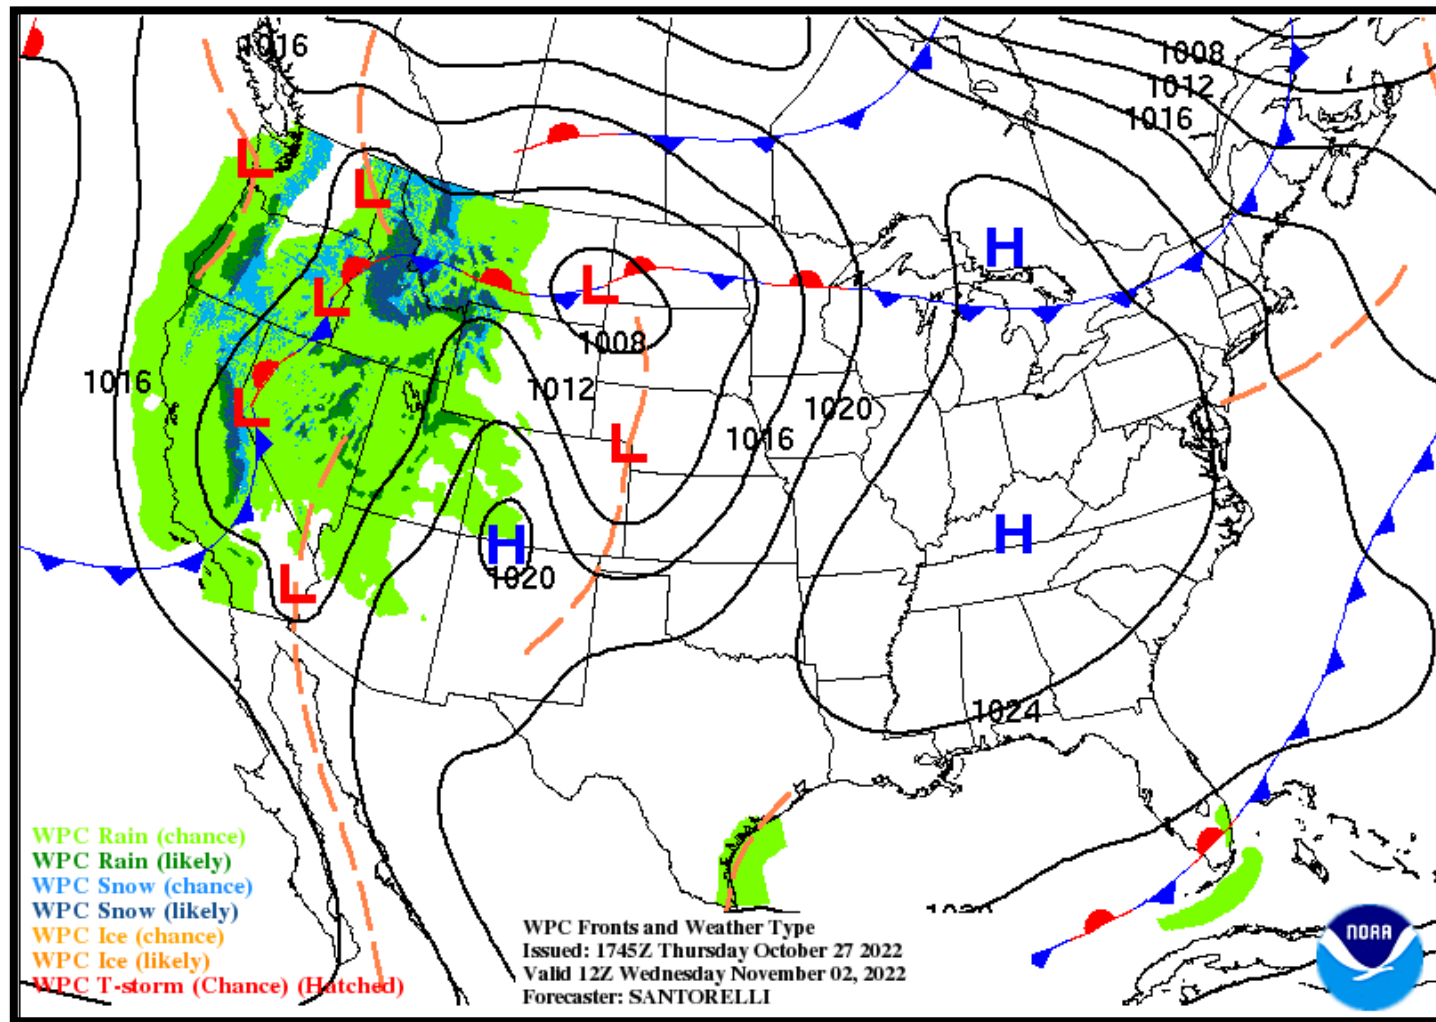 1016
1008
1012
1016
L
L
H
L
L
1008
1016
1012
1020
L
L
1016
H
H
1020
L
1024
WPC Rain (chance)
WPC Rain (likely)
WPC Snow (chance)
WPC Snow (likely)
WPC Ice (chance)
WPC Ice (likely)
WPC T-storm (Chance) (Hatched)
WPC Fronts and Weather Type
Issued: 1745Z Thursday October 27 2022
Valid 12Z Wednesday November 02, 2022
Forecaster: SANTORELLI
NOAA